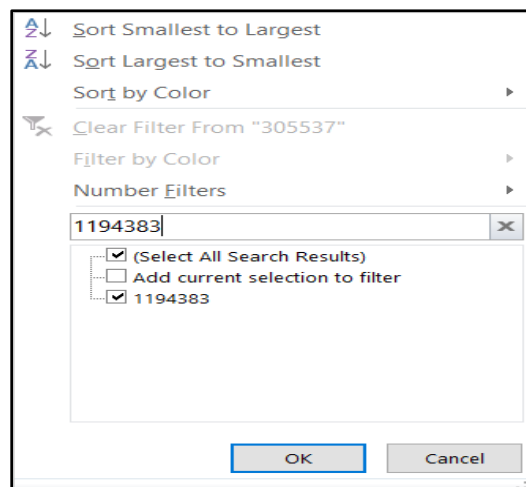 Sort Smallest to Largest
Sort Largest to Smallest
Sort by Color
Clear Filter From "305537"
Filter by Color
Number Filters
1194383
(Select All Search Results)
Add current selection to filter
1194383
OK Cancel